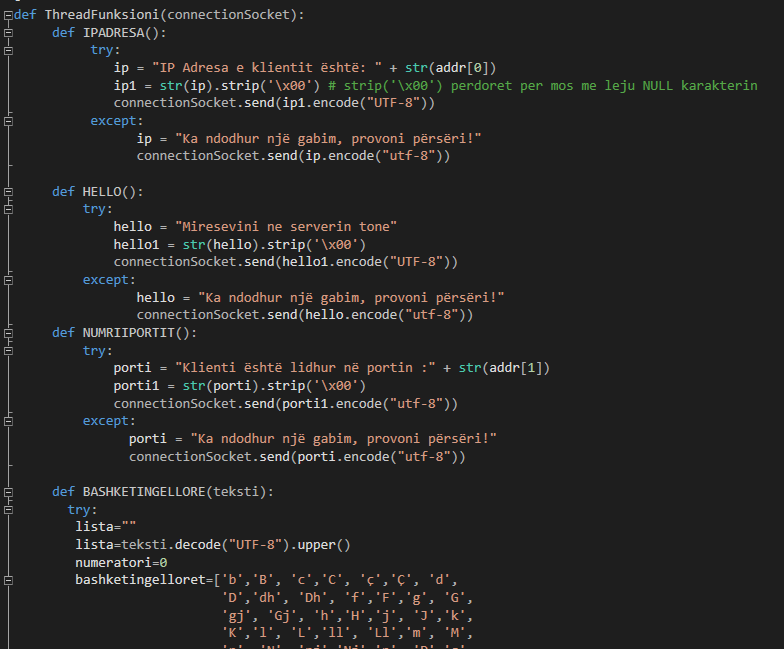 def ThreadFunksioni(connectionSocket):
def IPADRESA():
try:
ip = "IP Adresa e klientit është: " + str(addr[0])
ip1 = str(ip).strip('\x00') # strip('\x00') perdoret per mos me leju NULL karakterin
connectionSocket.send(ip1.encode("UTF-8"))
except:
ip = "Ka ndodhur një gabim, provoni përsëri!"
connectionSocket.send(ip.encode("utf-8"))
def HELLO():
try:
hello = "Miresevini ne serverin tone"
hello1 = str(hello).strip('\x00')
connectionSocket.send(hello1.encode("UTF-8"))
except:
hello = "Ka ndodhur një gabim, provoni përsëri!"
connectionSocket.send(hello.encode("utf-8"))
def NUMRIIPORTIT():
try:
porti = "Klienti është lidhur në portin :" + str(addr[1])
porti1 = str(porti).strip('\x00')
connectionSocket.send(porti1.encode("utf-8"))
except:
porti = "Ka ndodhur një gabim, provoni përsëri!"
connectionSocket.send(porti.encode("utf-8"))
def BASHKETINGELLORE(teksti):
try:
lista=""
lista=teksti.decode("UTF-8").upper()
numeratori=0
bashketingelloret=['b','B', 'c','C', 'ç','Ç', 'd',
'D','dh', 'Dh', 'f','F','g', 'G',
'gj', 'Gj', 'h','H','j', 'J','k',
'K','l', 'L','ll', 'Ll','m', 'M',